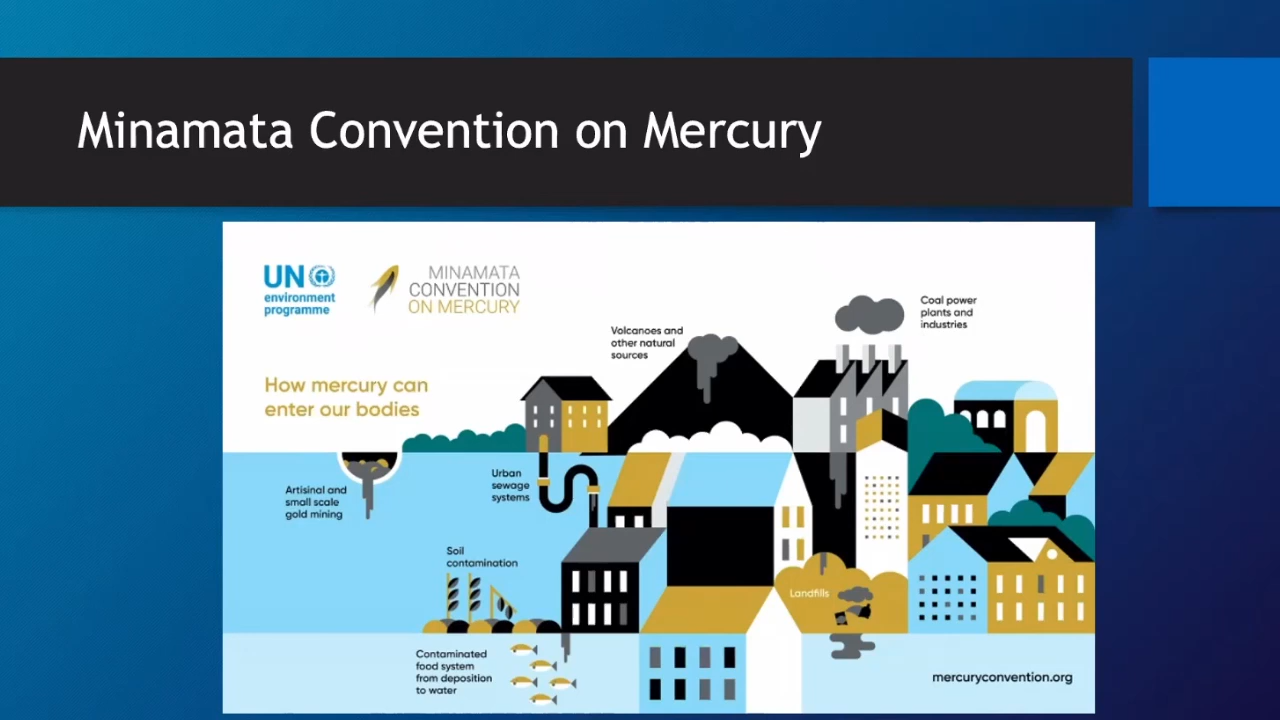 Minamata Convention on Mercury
UN
environment
programme
MINAMATA
CONVENTION
ON MERCURY
Coal power
plants and
industries
Volcanoes and
other natural
sources
How mercury can
enter our bodies
Urban
sewage
systems
Artisinal and
small scale
gold mining
Soil
contamination
Landfills
Contaminated
food system
from deposition
to water
mercuryconvention.org